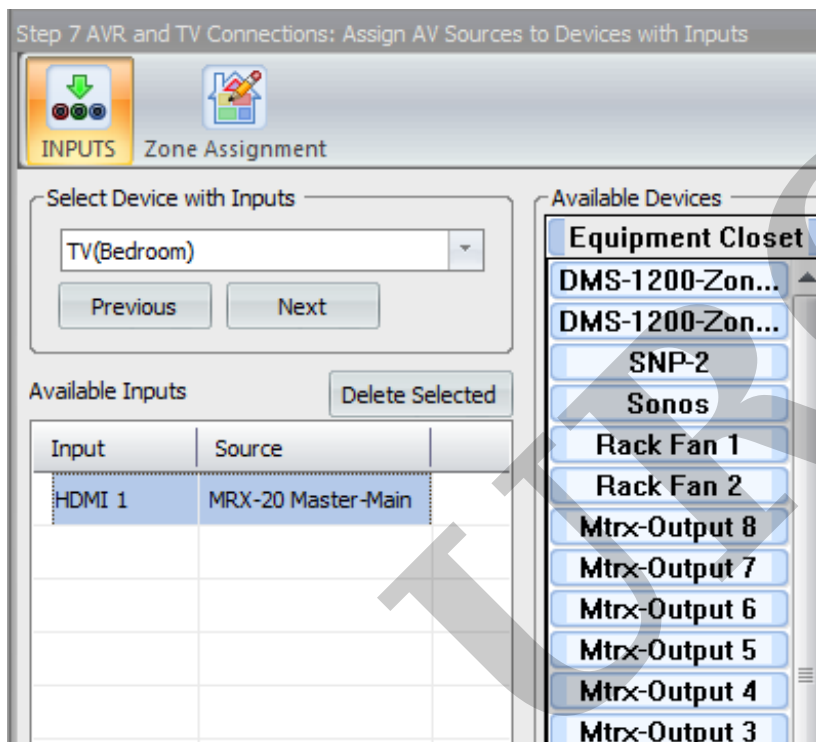 Step 7 AVR and TV Connections: Assign AV Sources to Devices with Inputs
INPUTS
Zone Assignment
Select Device with Inputs
TV(Bedroom)
Previous
Next
Available Inputs
Delete Selected
Input
Source
HDMI 1
MRX-20 Master-Main
Available Devices
Equipment Closet
DMS-1200-Zon...
DMS-1200-Zon...
SNP-2
Sonos
Rack Fan 1
Rack Fan 2
Mtrx-Output 8
Mtrx-Output 7
Mtrx-Output 6
Mtrx-Output 5
Mtrx-Output 4
Mtrx-Output 3